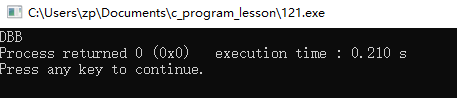 C:\Users\zp\Documents\c_program_lesson\121.exe
DBB
Process returned 0 (0x0)   execution time : 0.210 s
Press any key to continue.